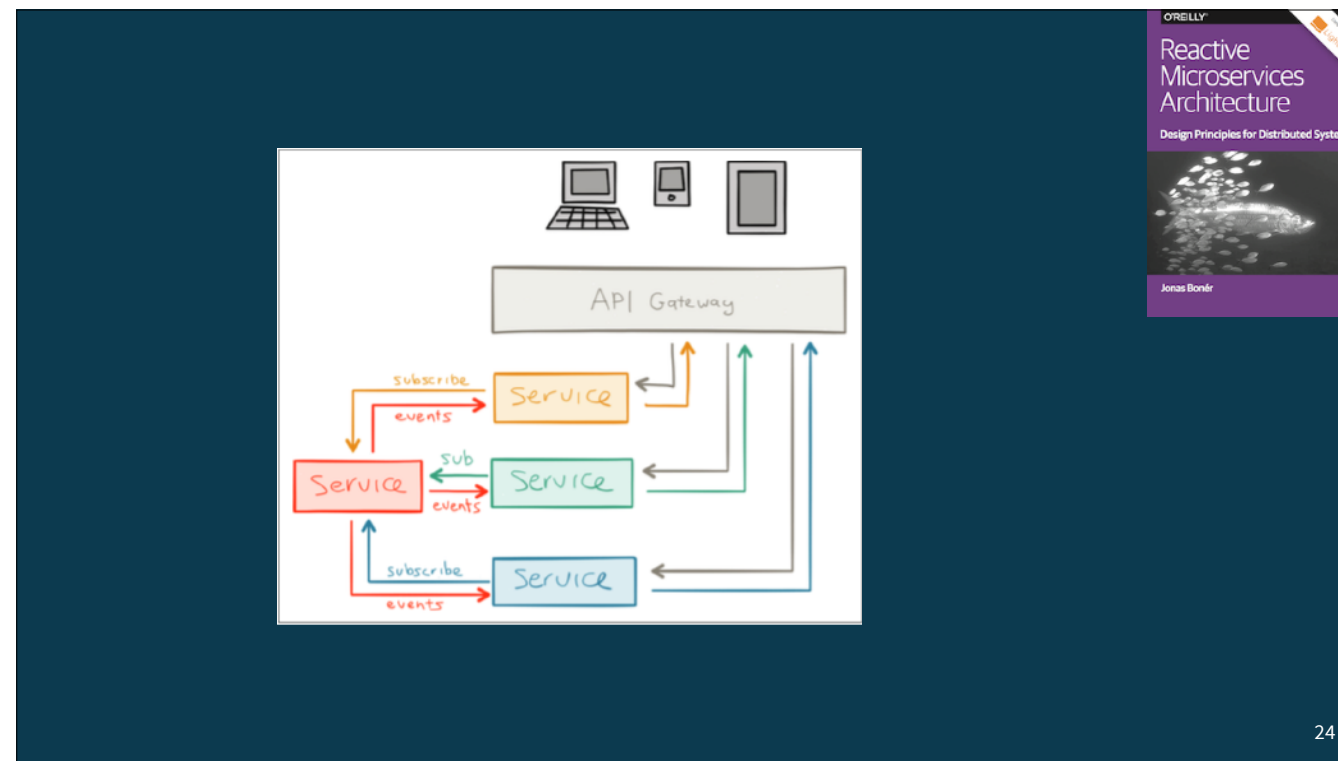 O'REILLY
Reactive
Microservices
Architecture
Design Principles for Distributed
Jonas Bonér
API Gateway
subscribe
Service
events
sub
Service
Service
events
subscribe
Service
events
24